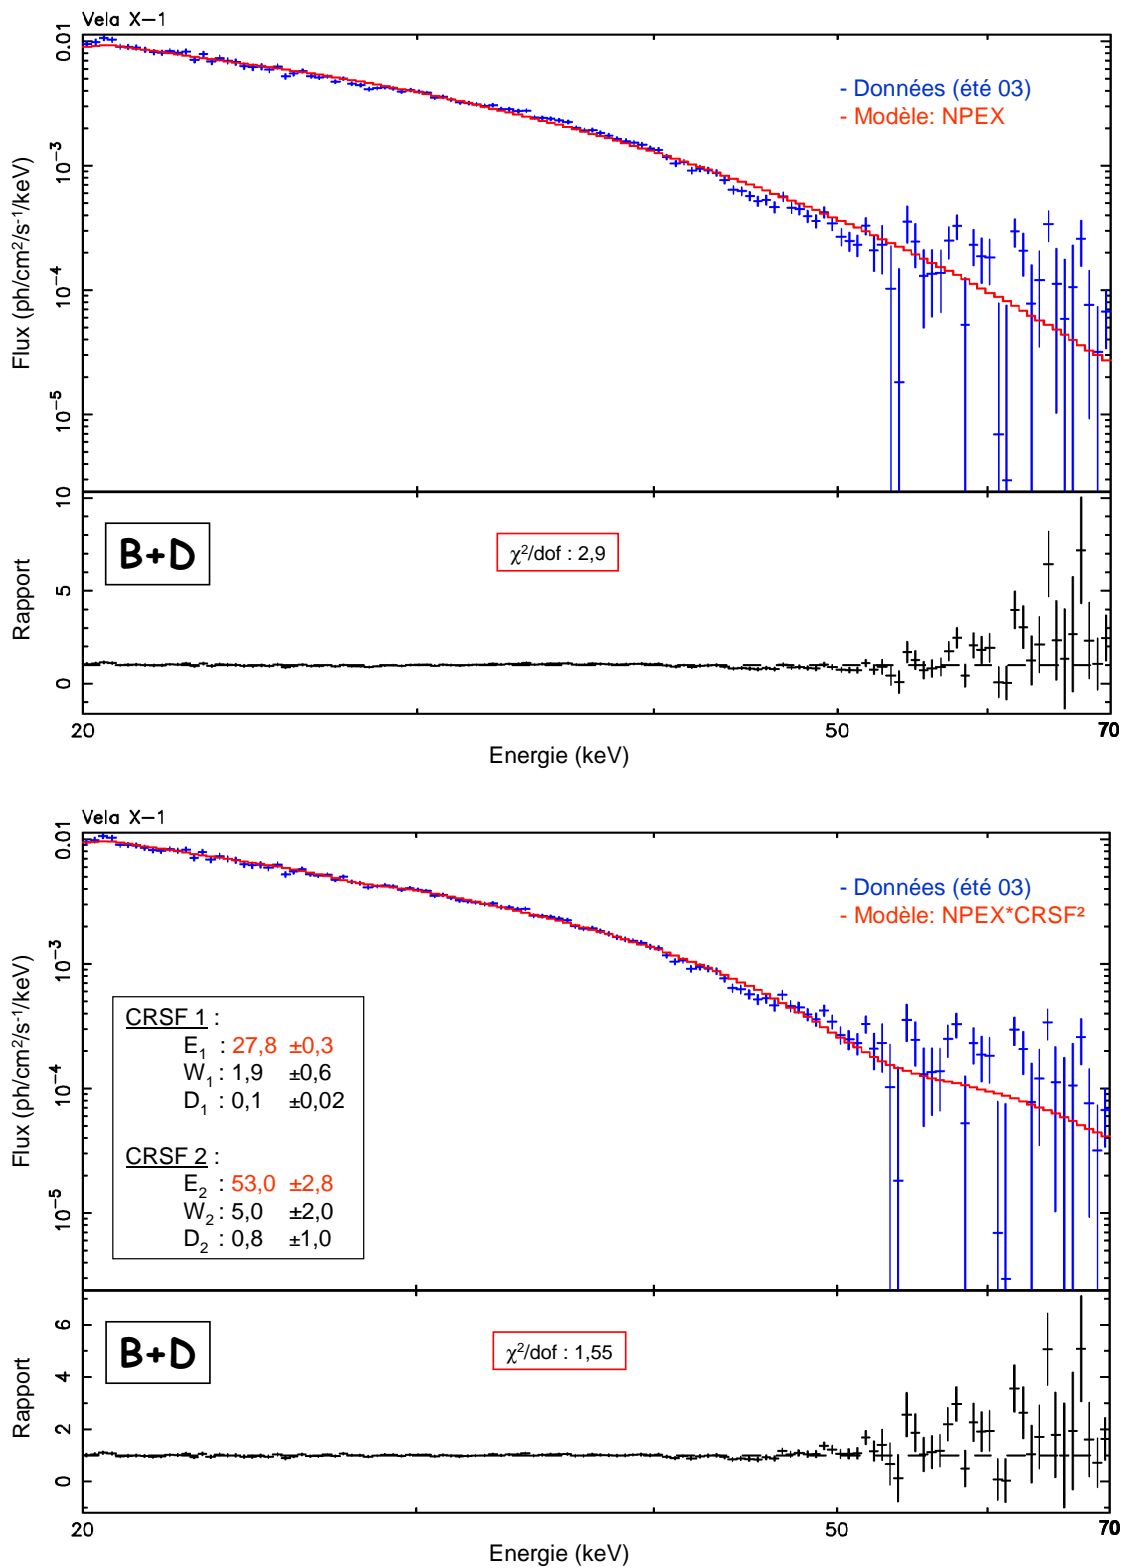 Vela X-1
0.01
10⁻³
10⁻⁴
10⁻⁵
Flux (ph/cm²/s⁻¹/keV)
- Données (été 03)
- Modèle: NPEX
10
5
0
Rapport
B+D
χ²/dof : 2,9
20
50
70
Energie (keV)
Vela X-1
0.01
10⁻³
10⁻⁴
10⁻⁵
Flux (ph/cm²/s⁻¹/keV)
- Données (été 03)
- Modèle: NPEX*CRSF²
CRSF 1 :
E₁ : 27,8 ±0,3
W₁ : 1,9 ±0,6
D₁ : 0,1 ±0,02
CRSF 2 :
E₂ : 53,0 ±2,8
W₂ : 5,0 ±2,0
D₂ : 0,8 ±1,0
6
4
2
0
Rapport
B+D
χ²/dof : 1,55
20
50
70
Energie (keV)